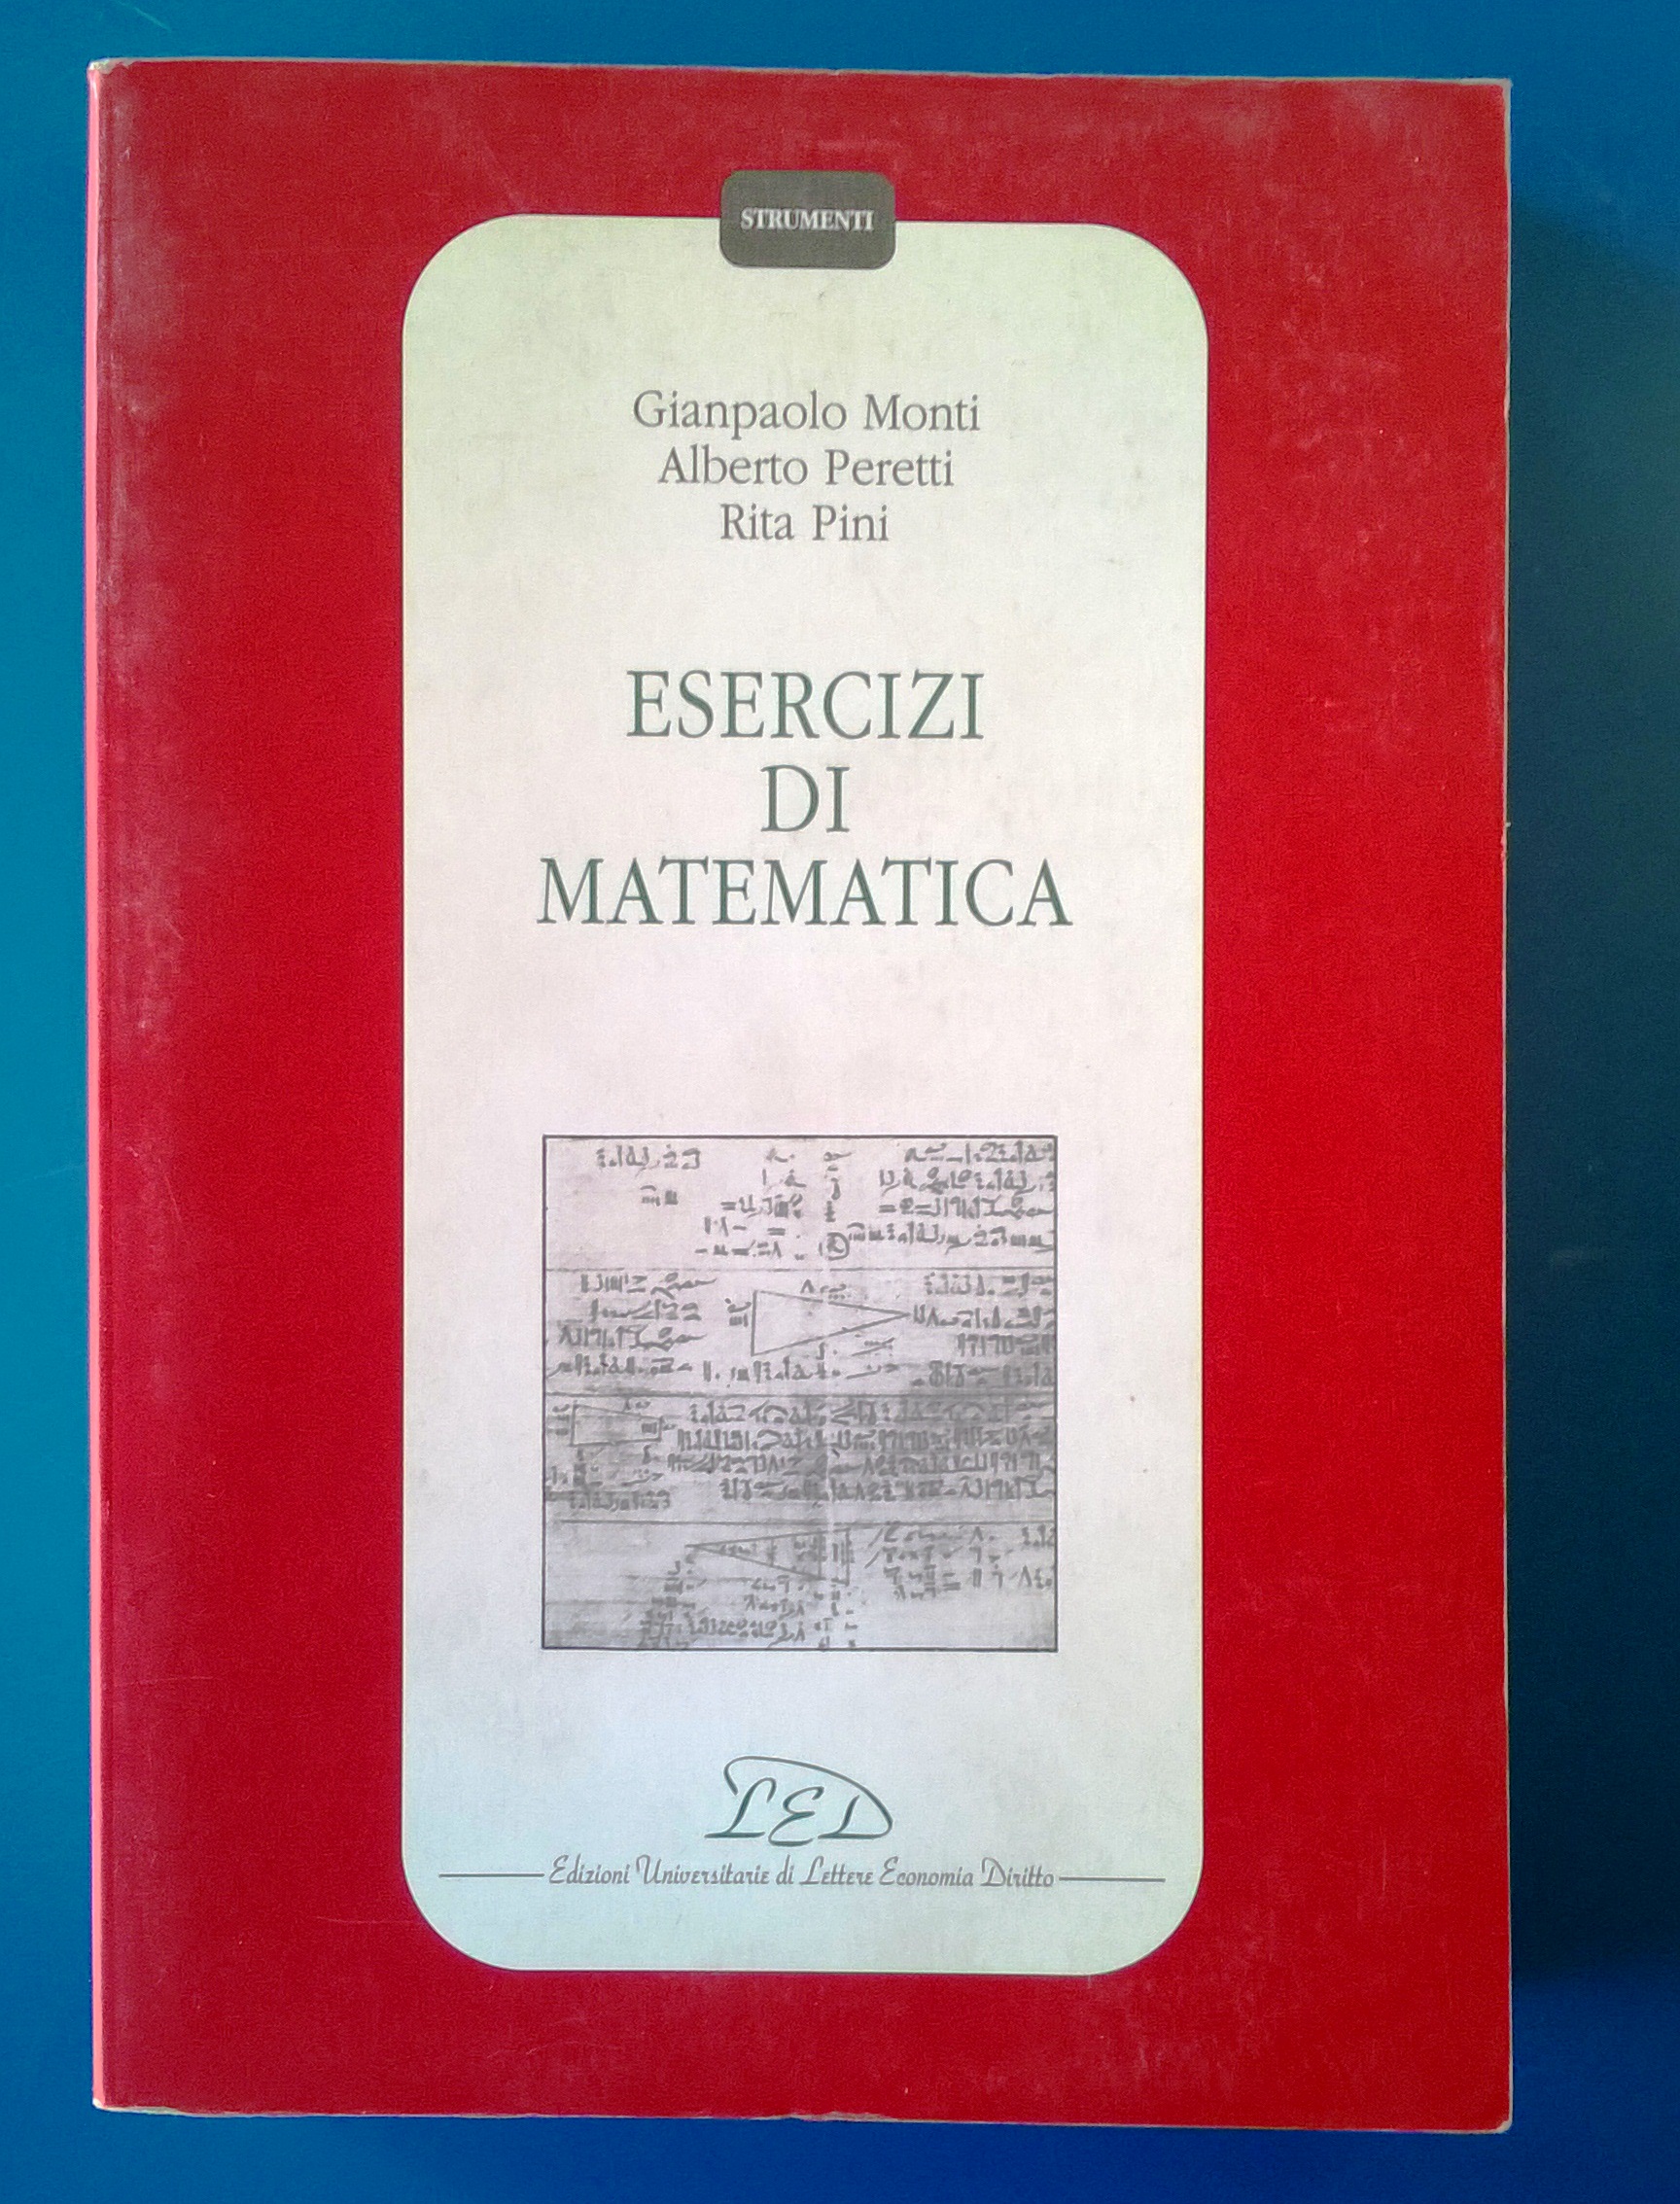 STRUMENTI
Gianpaolo Monti
Alberto Peretti
Rita Pini
ESERCIZI
DI
MATEMATICA
LED
Edizioni Universitarie di Lettere Economia Diritto